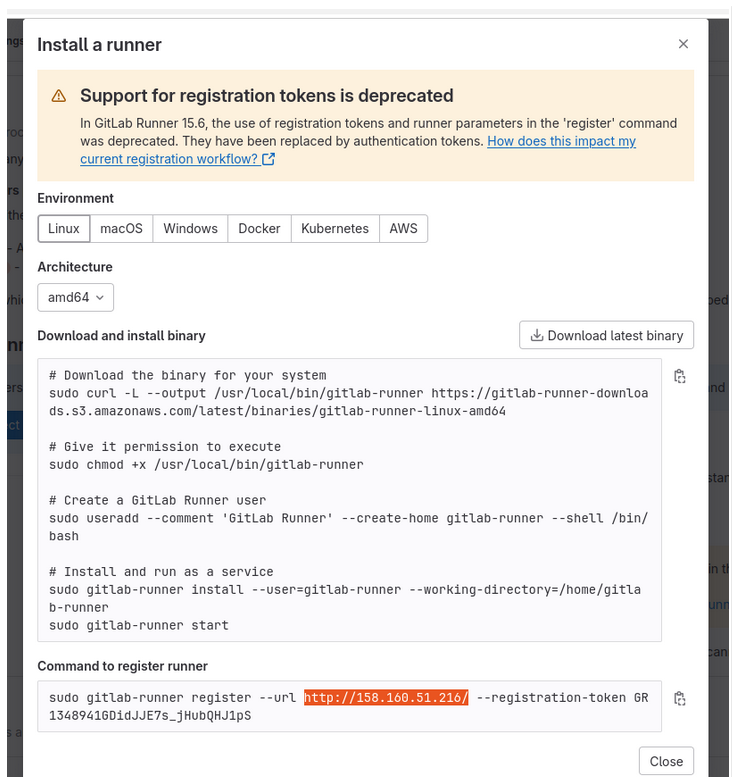 Install a runner
Support for registration tokens is deprecated
In GitLab Runner 15.6, the use of registration tokens and runner parameters in the 'register' command
was deprecated. They have been replaced by authentication tokens. How does this impact my
current registration workflow?
Environment
Linux macOS Windows Docker Kubernetes AWS
Architecture
amd64
Download and install binary Download latest binary
# Download the binary for your system
sudo curl -L --output /usr/local/bin/gitlab-runner https://gitlab-runner-downloa
ds.s3.amazonaws.com/latest/binaries/gitlab-runner-linux-amd64
# Give it permission to execute
sudo chmod +x /usr/local/bin/gitlab-runner
# Create a GitLab Runner user
sudo useradd --comment 'GitLab Runner' --create-home gitlab-runner --shell /bin/
bash
# Install and run as a service
sudo gitlab-runner install --user=gitlab-runner --working-directory=/home/gitla
b-runner
sudo gitlab-runner start
Command to register runner
sudo gitlab-runner register --url http://158.160.51.216/ --registration-token GR
1348941GDidJJE7s_jHubQHJ1pS
Close